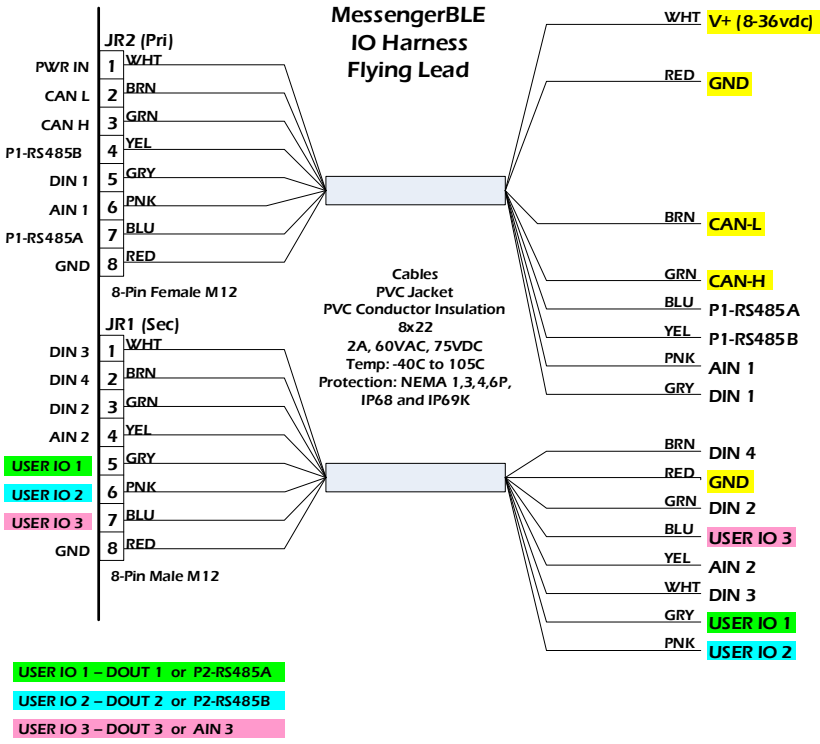 MessengerBLE
IO Harness
Flying Lead
JR2 (Pri)
PWR IN 1 WHT
CAN L 2 BRN
CAN H 3 GRN
P1-RS485B 4 YEL
DIN 1 5 GRY
AIN 1 6 PNK
P1-RS485A 7 BLU
GND 8 RED
8-Pin Female M12
WHT V+ (8-36vdc)
RED GND
BRN CAN-L
GRN CAN-H
BLU P1-RS485A
YEL P1-RS485B
PNK AIN 1
GRY DIN 1
Cables
PVC Jacket
PVC Conductor Insulation
8x22
2A, 60VAC, 75VDC
Temp: -40C to 105C
Protection: NEMA 1,3,4,6P,
IP68 and IP69K
JR1 (Sec)
DIN 3 1 WHT
DIN 4 2 BRN
DIN 2 3 GRN
AIN 2 4 YEL
USER IO 1 5 GRY
USER IO 2 6 PNK
USER IO 3 7 BLU
GND 8 RED
8-Pin Male M12
BRN DIN 4
RED GND
GRN DIN 2
BLU USER IO 3
YEL AIN 2
WHT DIN 3
GRY USER IO 1
PNK USER IO 2
USER IO 1 – DOUT 1 or P2-RS485A
USER IO 2 – DOUT 2 or P2-RS485B
USER IO 3 – DOUT 3 or AIN 3